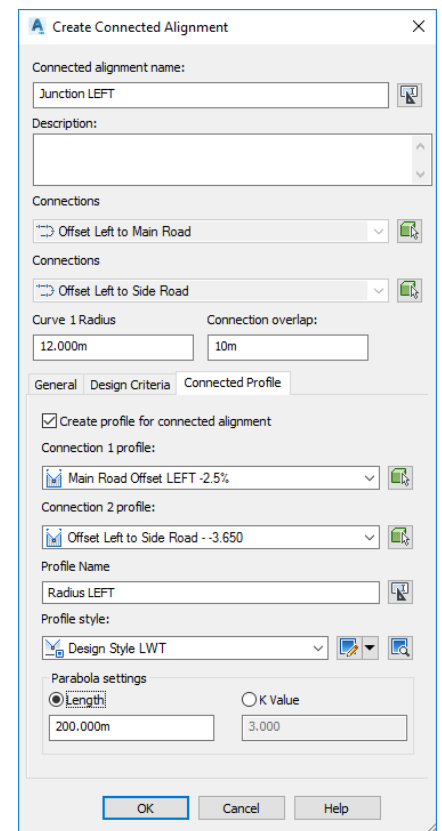 Create Connected Alignment
Connected alignment name:
Junction LEFT
Description:
Connections
Offset Left to Main Road
Connections
Offset Left to Side Road
Curve 1 Radius Connection overlap:
12.000m 10m
General Design Criteria Connected Profile
Create profile for connected alignment
Connection 1 profile:
Main Road Offset LEFT -2.5%
Connection 2 profile:
Offset Left to Side Road - -3.650
Profile Name
Radius LEFT
Profile style:
Design Style LWT
Parabola settings
Length K Value
200.000m 3.000
OK Cancel Help